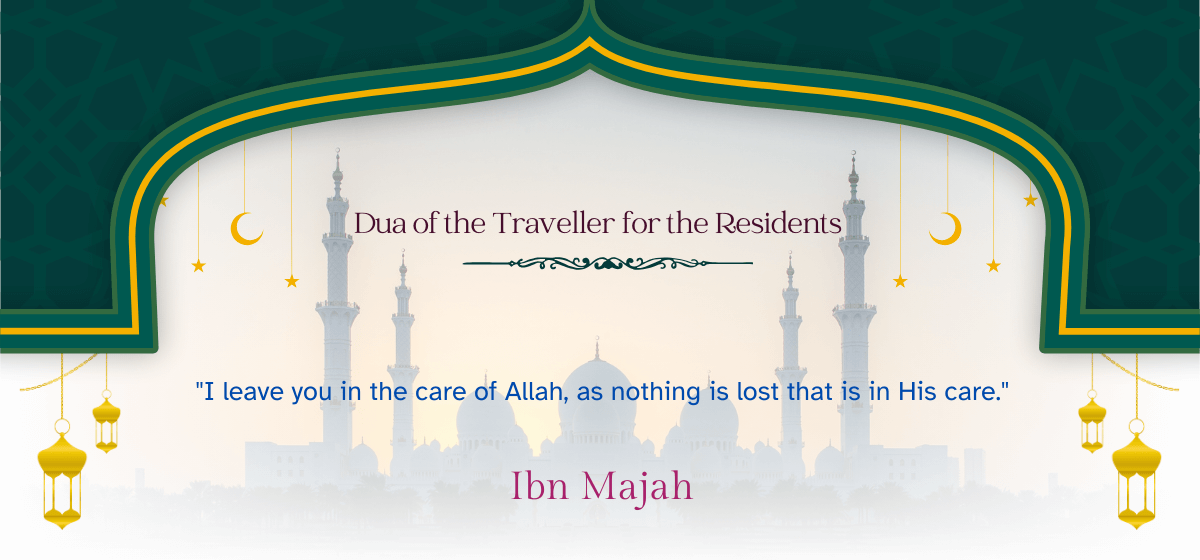 Dua of the Traveller for the Residents
"I leave you in the care of Allah, as nothing is lost that is in His care."
Ibn Majah